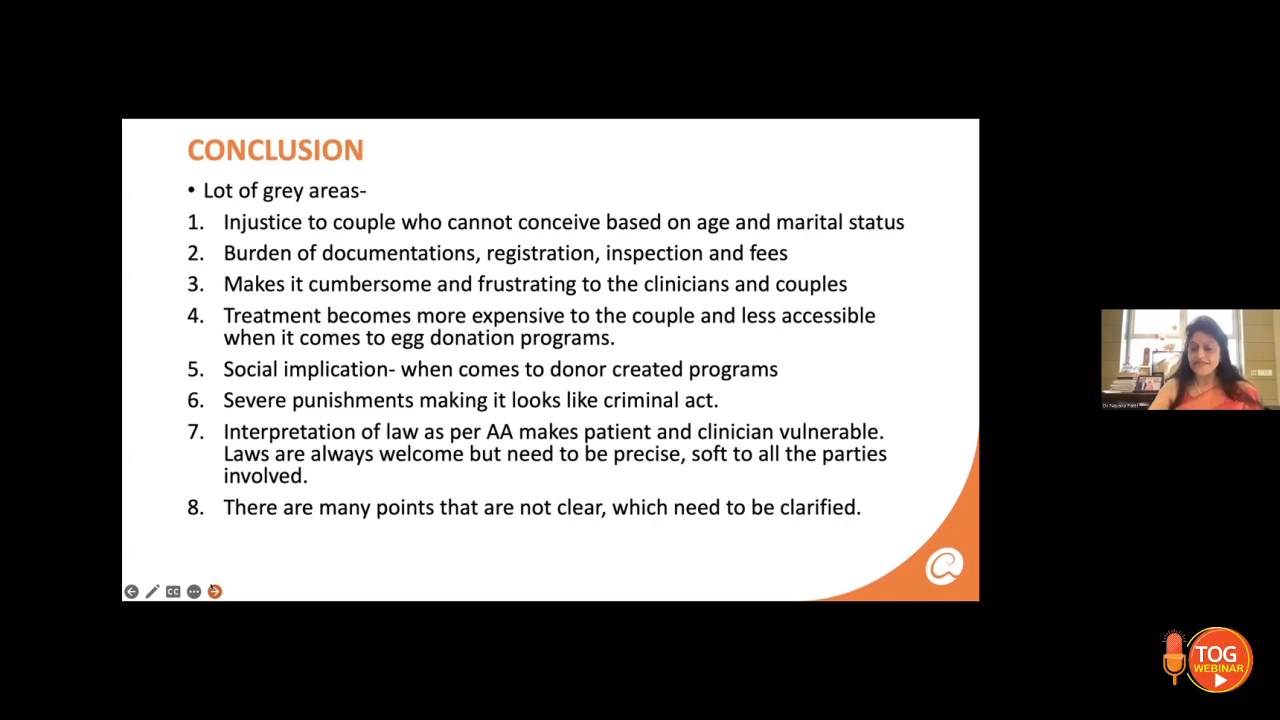 CONCLUSION
• Lot of grey areas-
1. Injustice to couple who cannot conceive based on age and marital status
2. Burden of documentations, registration, inspection and fees
3. Makes it cumbersome and frustrating to the clinicians and couples
4. Treatment becomes more expensive to the couple and less accessible
when it comes to egg donation programs.
5. Social implication- when comes to donor created programs
6. Severe punishments making it looks like criminal act.
7. Interpretation of law as per AA makes patient and clinician vulnerable.
Laws are always welcome but need to be precise, soft to all the parties
involved.
8. There are many points that are not clear, which need to be clarified.
CC
Dr Nayana Patel
TOG
WEBINAR